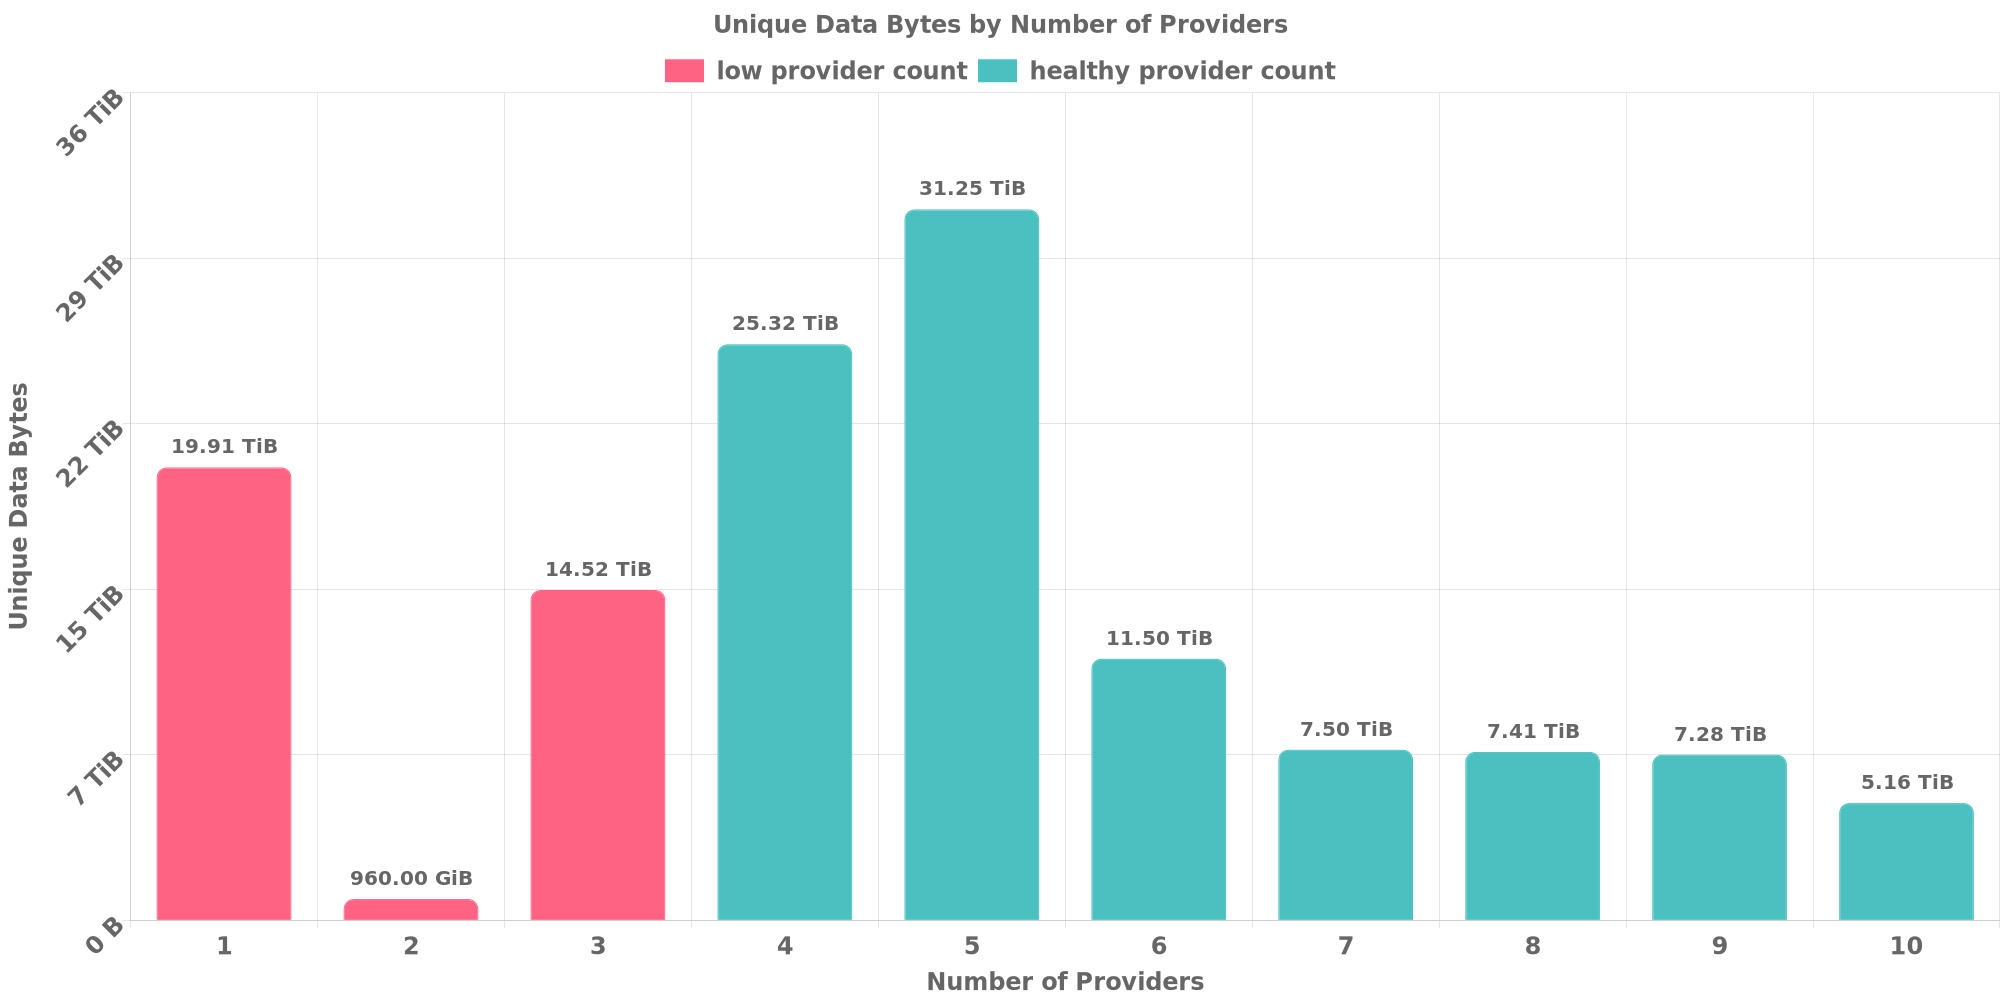 Unique Data Bytes by Number of Providers
low provider count healthy provider count
36 TiB
29 TiB
22 TiB
15 TiB
7 TiB
0 B
Unique Data Bytes
19.91 TiB
960.00 GiB
14.52 TiB
25.32 TiB
31.25 TiB
11.50 TiB
7.50 TiB
7.41 TiB
7.28 TiB
5.16 TiB
1 2 3 4 5 6 7 8 9 10
Number of Providers